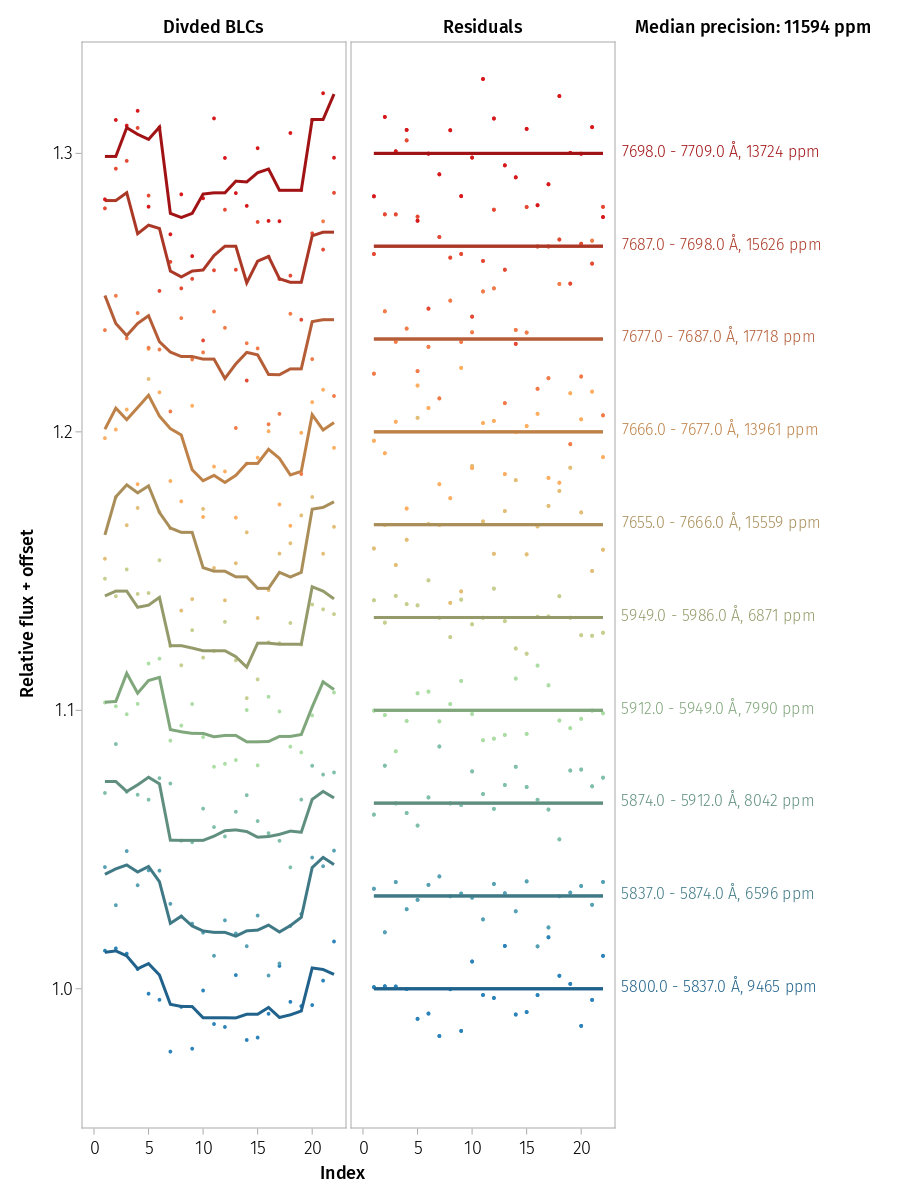 Divded BLCs
Residuals
Median precision: 11594 ppm
1.3
7698.0 - 7709.0 Å, 13724 ppm
7687.0 - 7698.0 Å, 15626 ppm
7677.0 - 7687.0 Å, 17718 ppm
1.2
7666.0 - 7677.0 Å, 13961 ppm
7655.0 - 7666.0 Å, 15559 ppm
5949.0 - 5986.0 Å, 6871 ppm
1.1
5912.0 - 5949.0 Å, 7990 ppm
5874.0 - 5912.0 Å, 8042 ppm
5837.0 - 5874.0 Å, 6596 ppm
1.0
5800.0 - 5837.0 Å, 9465 ppm
Relative flux + offset
0 5 10 15 20
0 5 10 15 20
Index